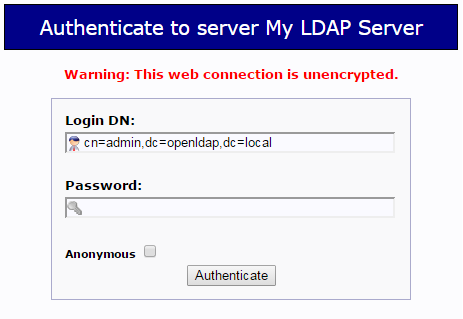 Authenticate to server My LDAP Server
Warning: This web connection is unencrypted.
Login DN:
cn=admin,dc=openldap,dc=local
Password:
Anonymous
Authenticate